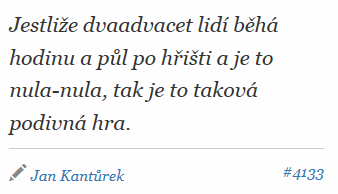 Jestliže dvaadvacet lidí běhá
hodinu a půl po hřišti a je to
nula-nula, tak je to taková
podivná hra.
Jan Kantůrek #4133